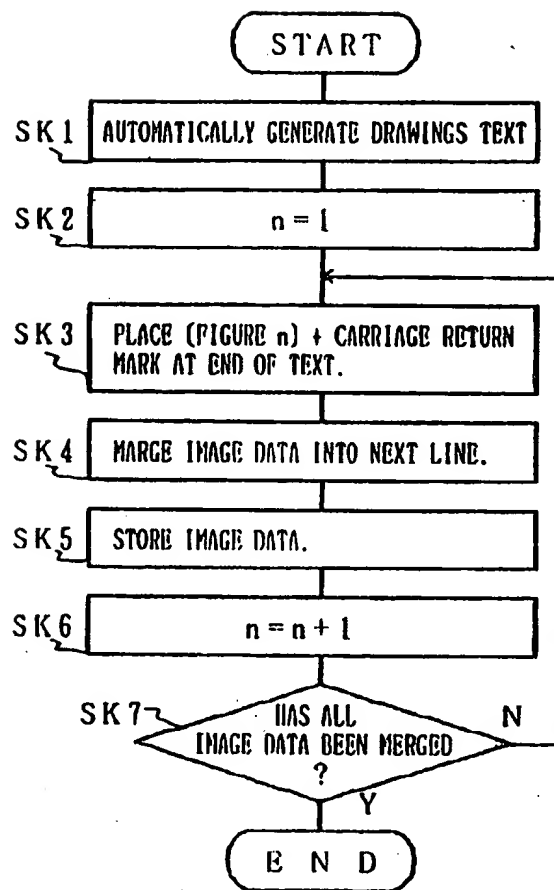 START
SK1 AUTOMATICALLY GENERATE DRAWINGS TEXT
SK2 n = 1
SK3 PLACE (FIGURE n) + CARRIAGE RETURN
MARK AT END OF TEXT.
SK4 MARGE IMAGE DATA INTO NEXT LINE.
SK5 STORE IMAGE DATA.
SK6 n = n + 1
SK7 HAS ALL N
IMAGE DATA BEEN MERGED
?
Y
END